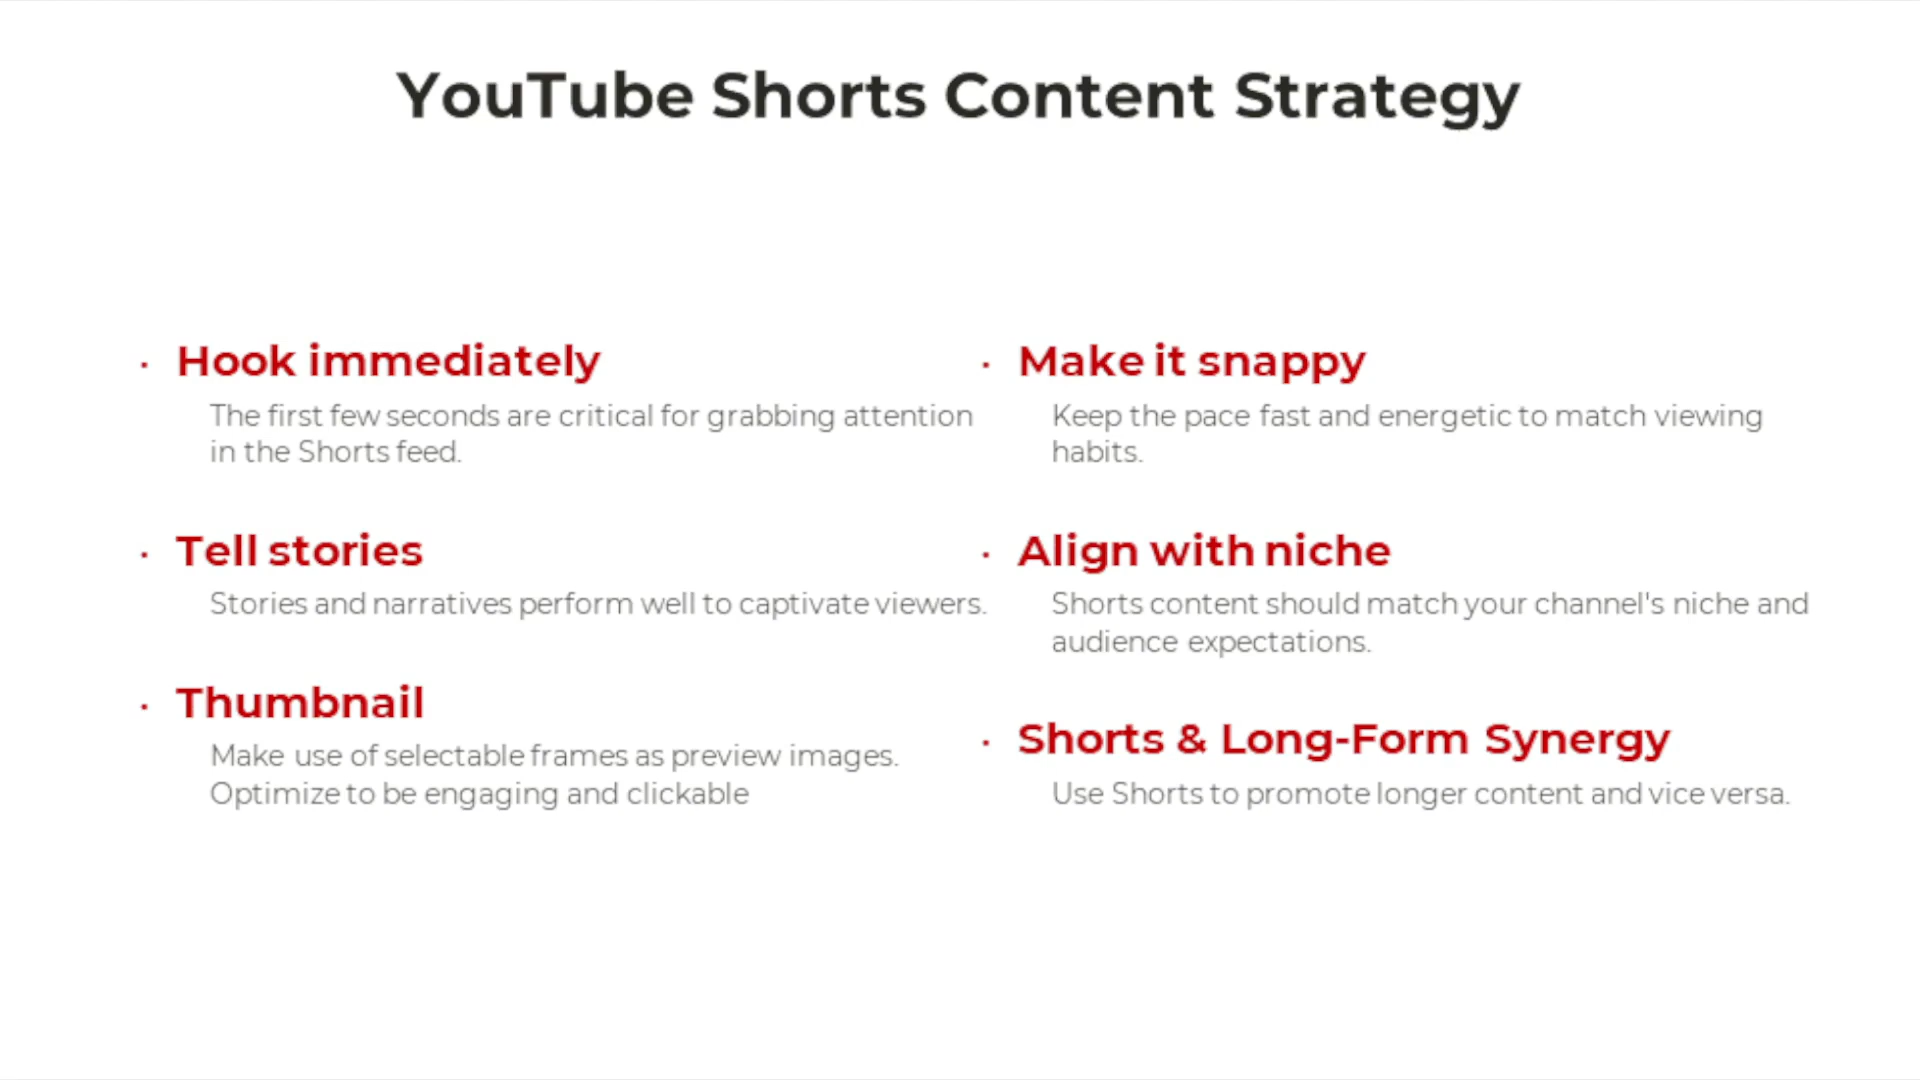 YouTube Shorts Content Strategy
· Hook immediately
The first few seconds are critical for grabbing attention
in the Shorts feed.
· Tell stories
Stories and narratives perform well to captivate viewers.
· Thumbnail
Make use of selectable frames as preview images.
Optimize to be engaging and clickable
· Make it snappy
Keep the pace fast and energetic to match viewing
habits.
· Align with niche
Shorts content should match your channel's niche and
audience expectations.
· Shorts & Long-Form Synergy
Use Shorts to promote longer content and vice versa.